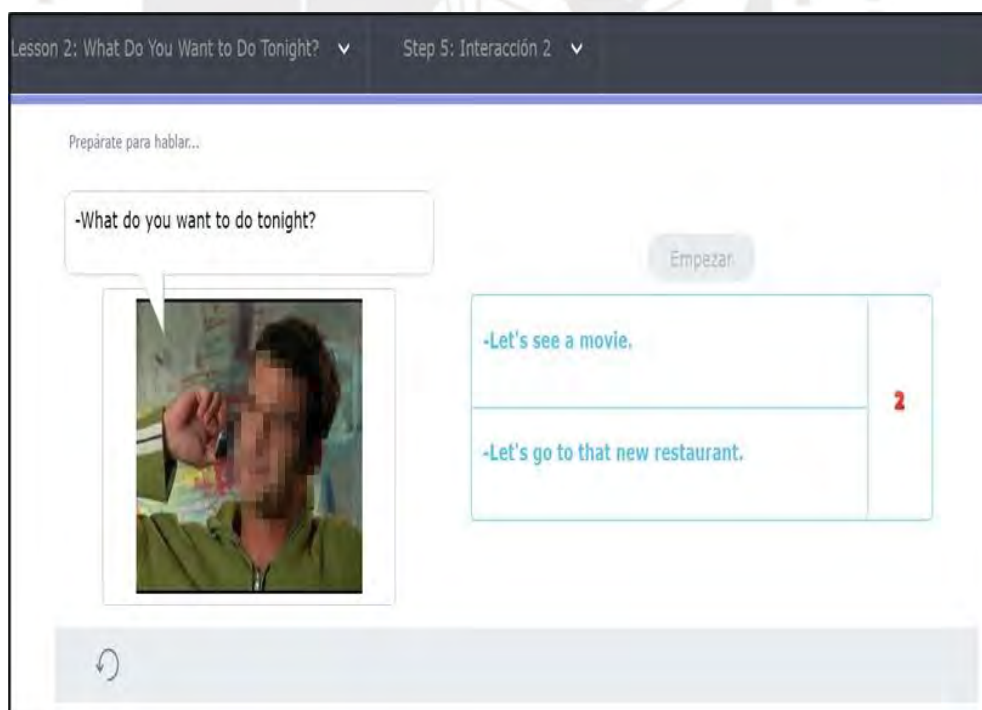 Lesson 2: What Do You Want to Do Tonight?
Step 5: Interacción 2
Prepárate para hablar...
-What do you want to do tonight?
Empezar
-Let's see a movie.
2
-Let's go to that new restaurant.